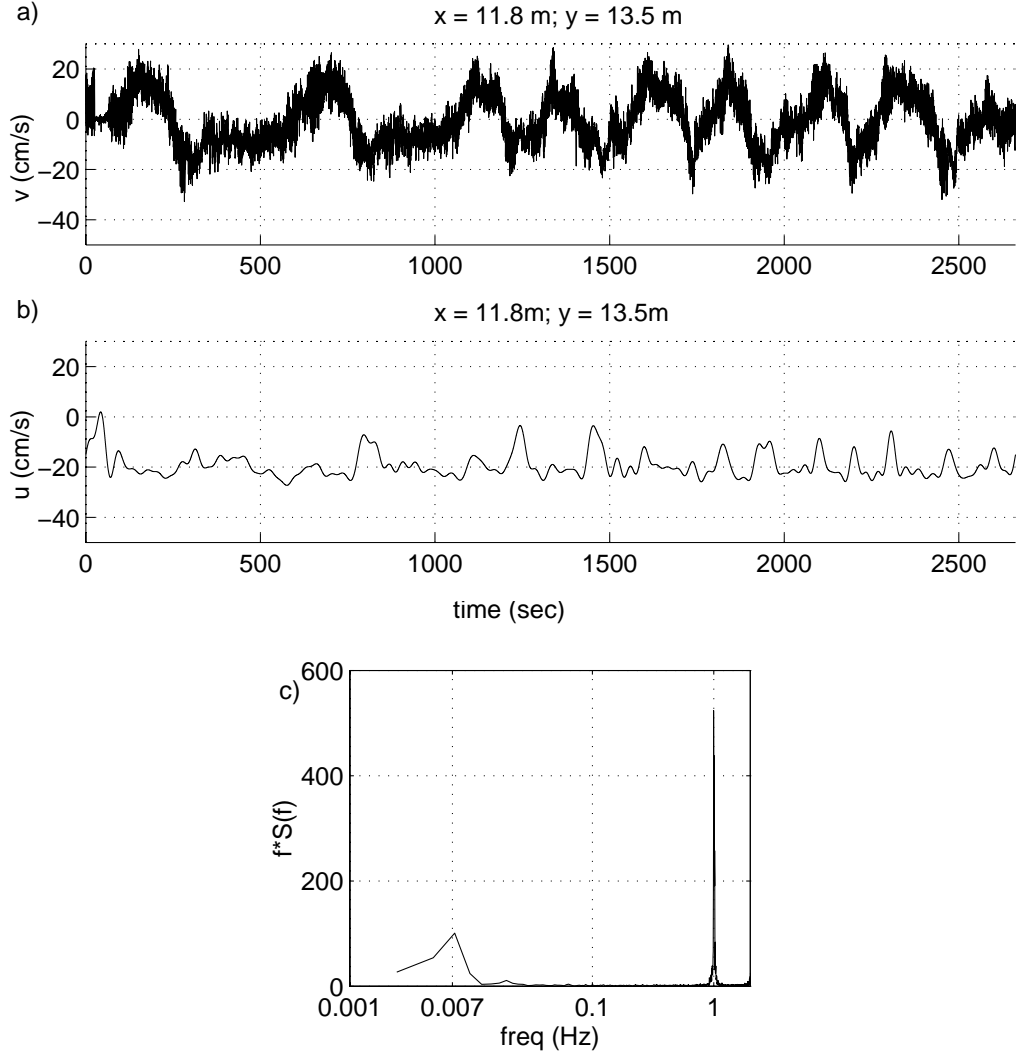 a)
x = 11.8 m; y = 13.5 m
20
0
−20
−40
v (cm/s)
0 500 1000 1500 2000 2500
b)
x = 11.8m; y = 13.5m
20
0
−20
−40
u (cm/s)
0 500 1000 1500 2000 2500
time (sec)
c)
600
400
200
0
f*S(f)
0.001 0.007 0.1 1
freq (Hz)